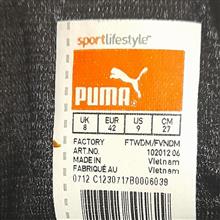 sportlifestyle™
PUMA®
UK EUR US CM
8 42 9 27
FACTORY FTWDM/FVNDM
ART.NO. 102012 06
MADE IN Vietnam
FABRIQUÉ AU Vietnam
0712 C1230717B0006039